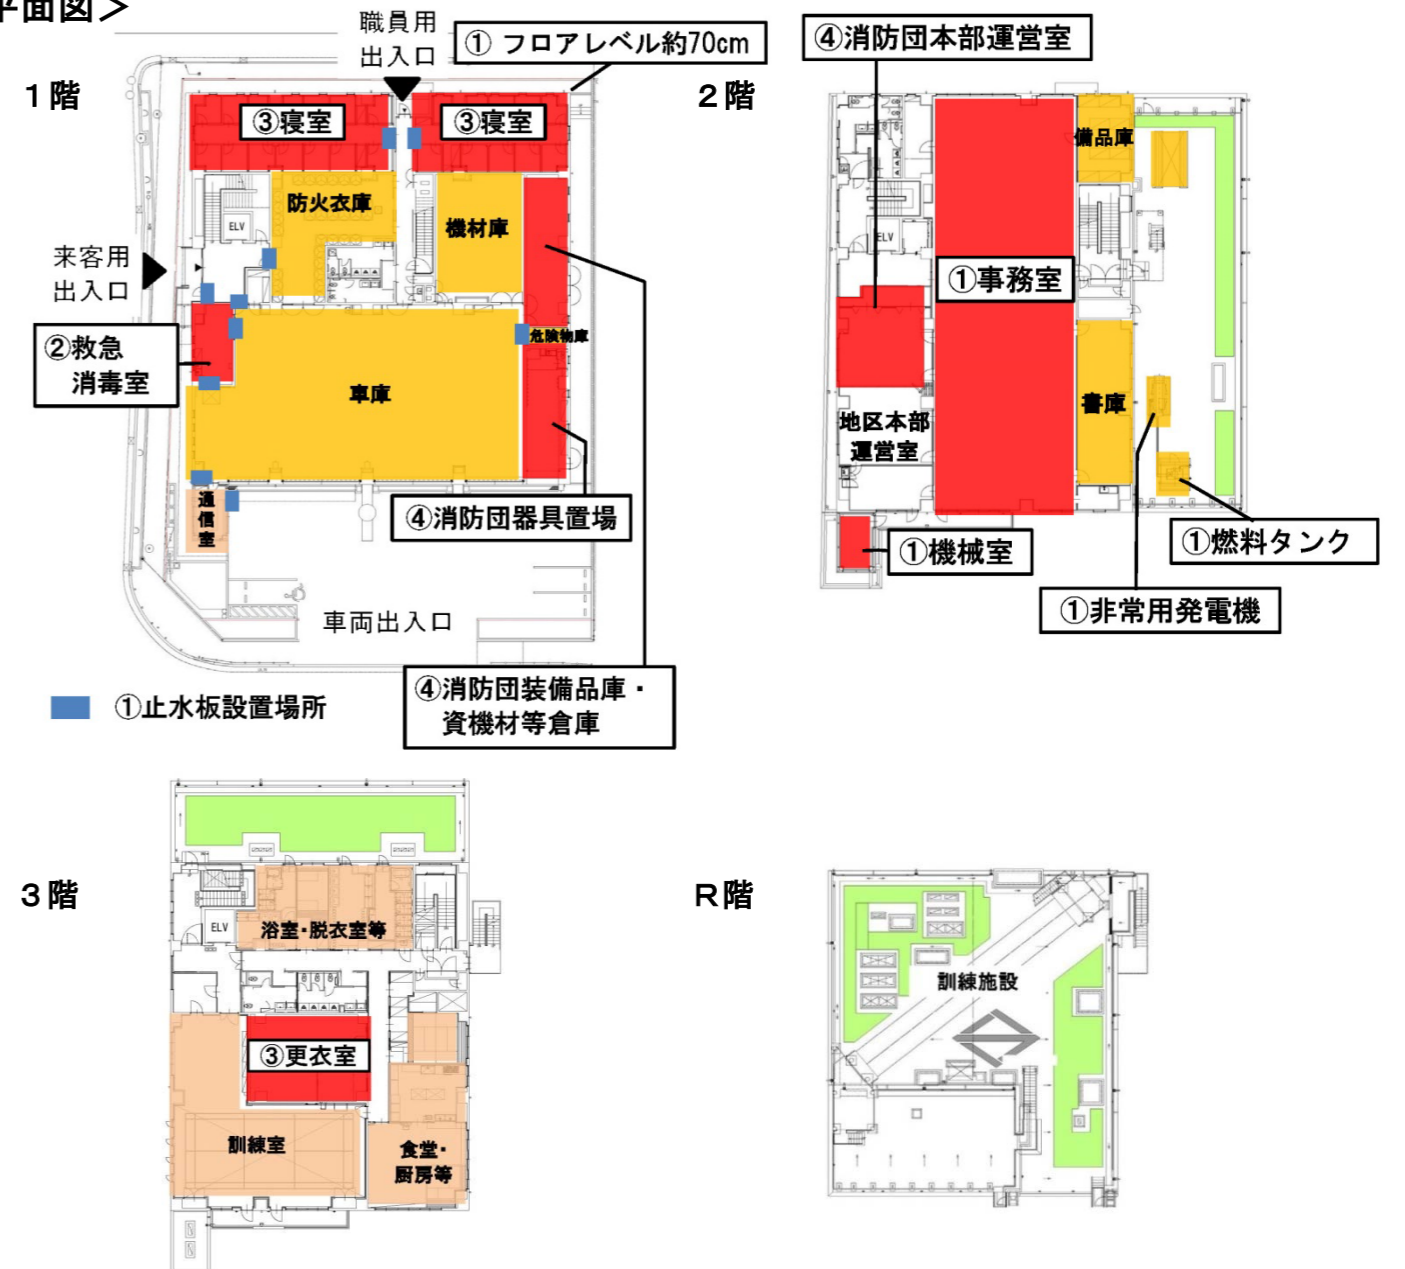 平面図＞
1階
職員用
出入口
① フロアレベル約70cm
③寝室
③寝室
防火衣庫
機材庫
ELV
来客用
出入口
②救急
消毒室
危険物庫
車庫
通信室
④消防団器具置場
車両出入口
④消防団装備品庫・
資機材等倉庫
①止水板設置場所
2階
④消防団本部運営室
備品庫
ELV
①事務室
地区本部
運営室
書庫
①機械室
①燃料タンク
①非常用発電機
3階
ELV
浴室・脱衣室等
③更衣室
訓練室
食堂・
厨房等
R階
訓練施設